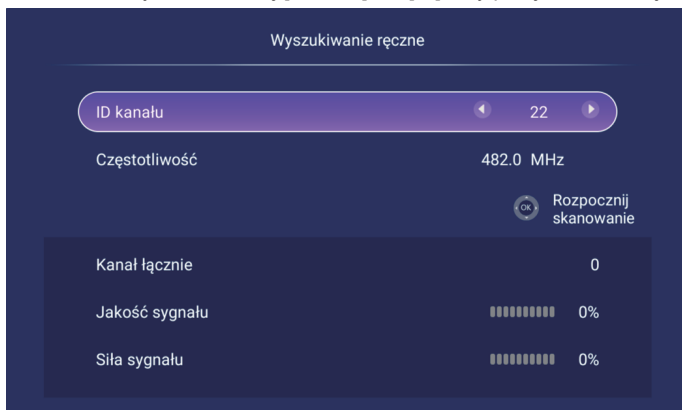 Wyszukiwanie ręczne
ID kanału 22
Częstotliwość 482.0 MHz
OK Rozpocznij
skanowanie
Kanał łącznie 0
Jakość sygnału 0%
Siła sygnału 0%